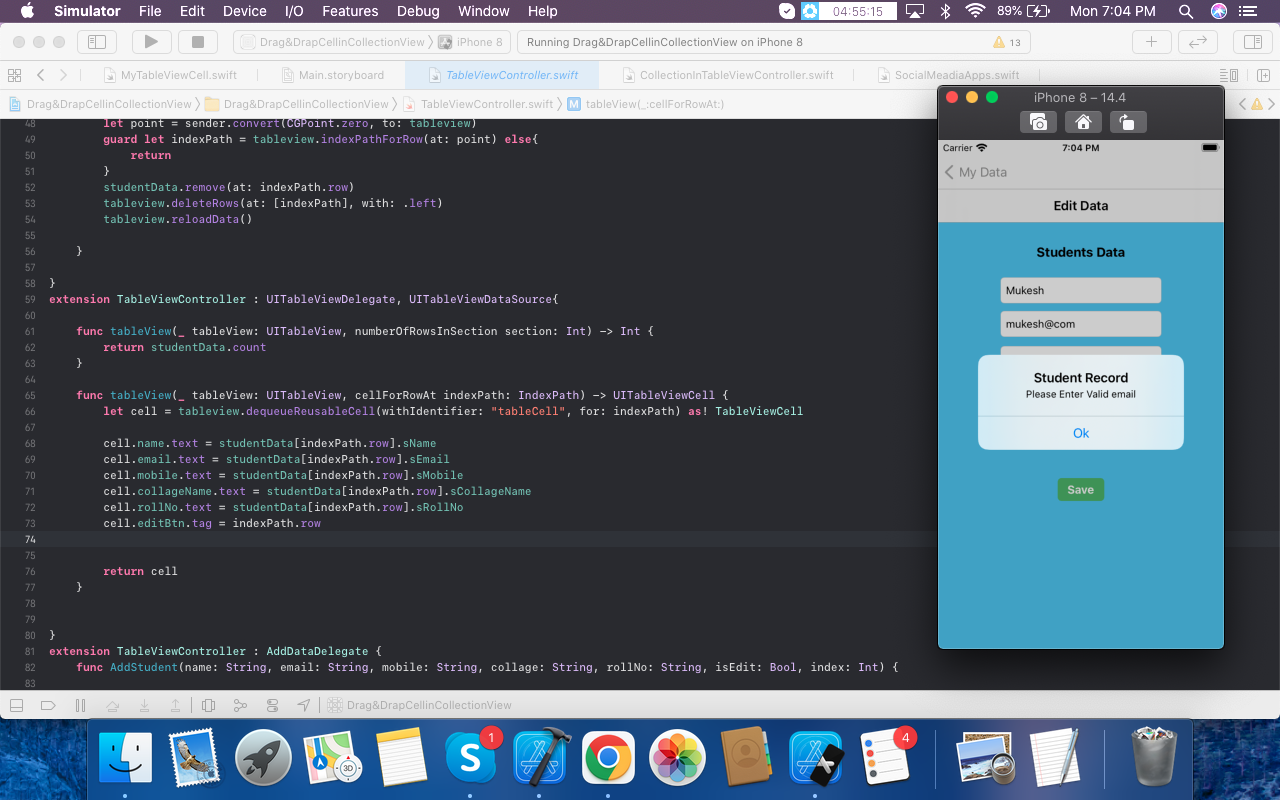 Simulator File Edit Device I/O Features Debug Window Help 04:55:15 89% Mon 7:04 PM
Drag&DrapCellinCollectionView iPhone 8 Running Drag&DrapCellinCollectionView on iPhone 8 13
MyTableViewCell.swift Main.storyboard TableViewController.swift CollectionInTableViewController.swift SocialMeadiaApps.swift
Drag&DrapCellinCollectionView Drag&DrapCellinCollectionView TableViewController.swift M tableView(_:cellForRowAt:)
48 let point = sender.convert(CGPoint.zero, to: tableview)
49 guard let indexPath = tableview.indexPathForRow(at: point) else{
50 return
51 }
52 studentData.remove(at: indexPath.row)
53 tableview.deleteRows(at: [indexPath], with: .left)
54 tableview.reloadData()
55
56 }
57
58 }
59 extension TableViewController : UITableViewDelegate, UITableViewDataSource{
60
61 func tableView(_ tableView: UITableView, numberOfRowsInSection section: Int) -> Int {
62 return studentData.count
63 }
64
65 func tableView(_ tableView: UITableView, cellForRowAt indexPath: IndexPath) -> UITableViewCell {
66 let cell = tableview.dequeueReusableCell(withIdentifier: "tableCell", for: indexPath) as! TableViewCell
67
68 cell.name.text = studentData[indexPath.row].sName
69 cell.email.text = studentData[indexPath.row].sEmail
70 cell.mobile.text = studentData[indexPath.row].sMobile
71 cell.collageName.text = studentData[indexPath.row].sCollageName
72 cell.rollNo.text = studentData[indexPath.row].sRollNo
73 cell.editBtn.tag = indexPath.row
74
75
76 return cell
77 }
78
79
80 }
81 extension TableViewController : AddDataDelegate {
82 func AddStudent(name: String, email: String, mobile: String, collage: String, rollNo: String, isEdit: Bool, index: Int) {
83
iPhone 8 – 14.4
Carrier 7:04 PM
My Data
Edit Data
Students Data
Mukesh
mukesh@com
Student Record
Please Enter Valid email
Ok
Save
Drag&DrapCellinCollectionView
1
4
3D